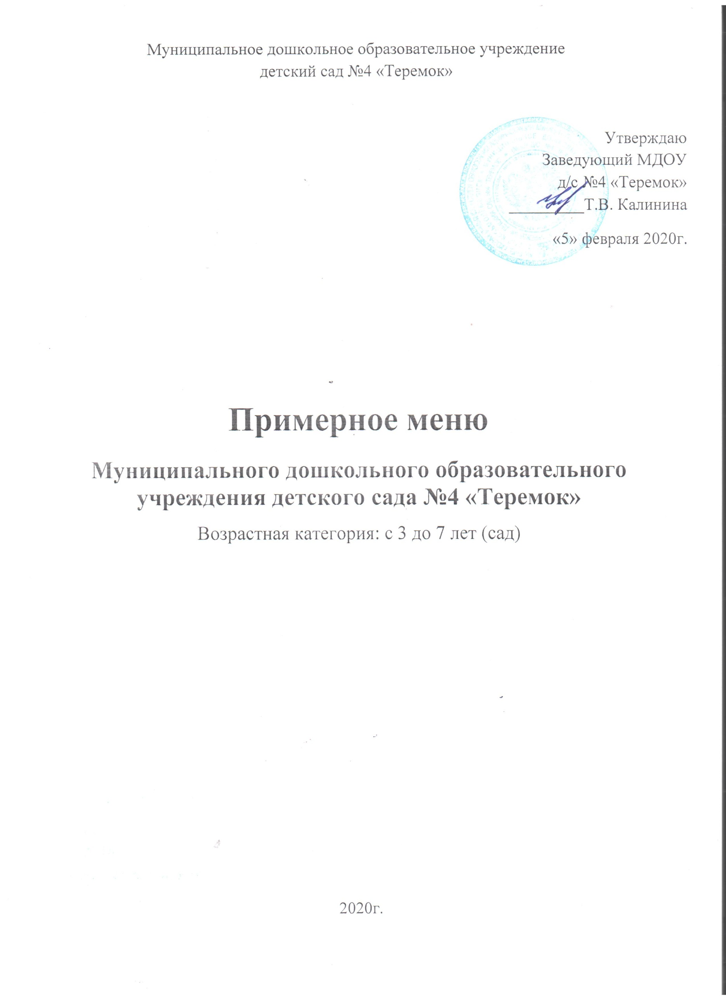 Муниципальное дошкольное образовательное учреждение
детский сад №4 «Теремок»
Утверждаю
Заведующий МДОУ
д/с №4 «Теремок»
__________Т.В. Калинина
«5» февраля 2020г.
Примерное меню
Муниципального дошкольного образовательного
учреждения детского сада №4 «Теремок»
Возрастная категория: с 3 до 7 лет (сад)
2020г.